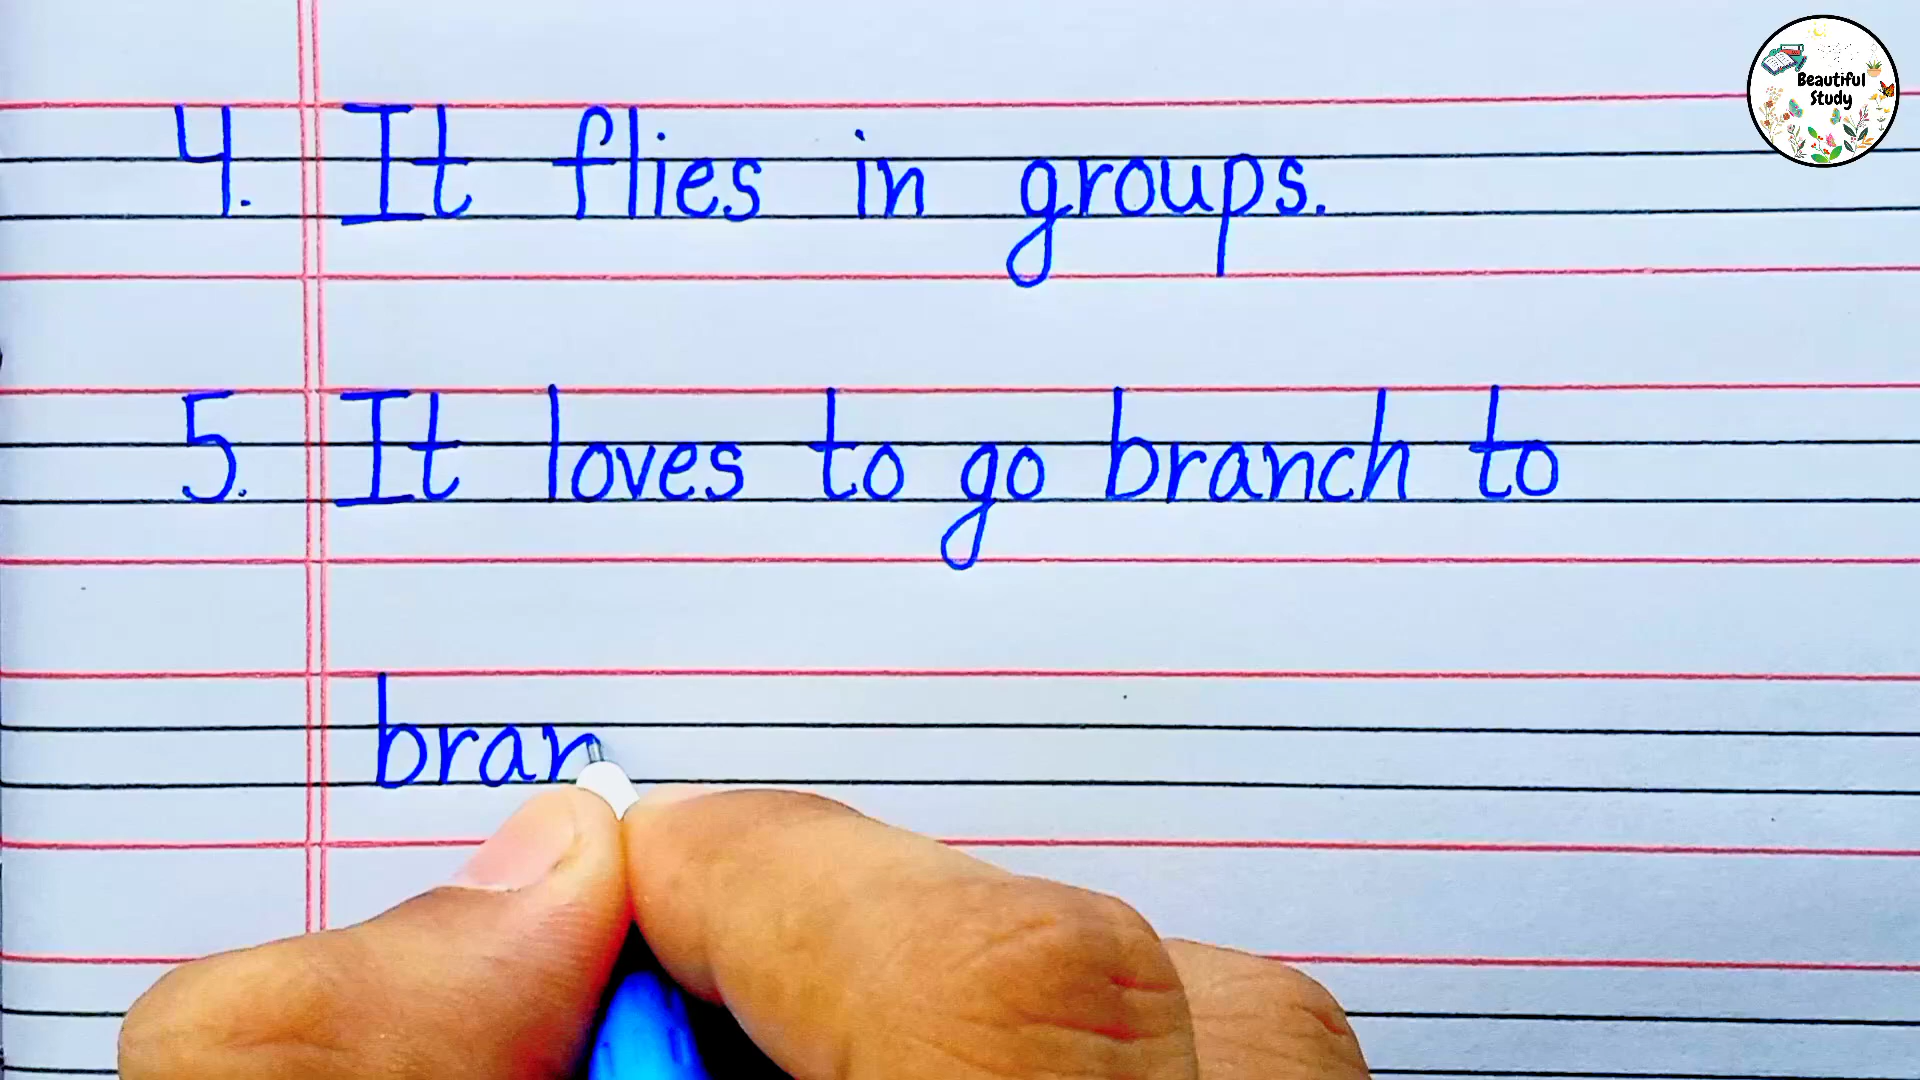 4. It flies in groups.
5. It loves to go branch to
bran
Beautiful
Study